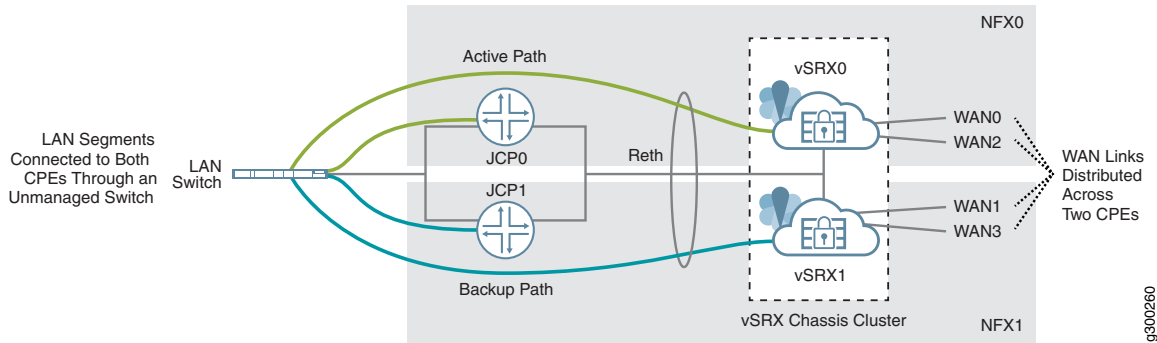 NFX0
Active Path
vSRX0
LAN Segments
Connected to Both
CPEs Through an
Unmanaged Switch
LAN
Switch
JCP0
Reth
JCP1
WAN0
WAN2
WAN Links
Distributed
Across
Two CPEs
WAN1
WAN3
vSRX1
Backup Path
vSRX Chassis Cluster
NFX1
g300260